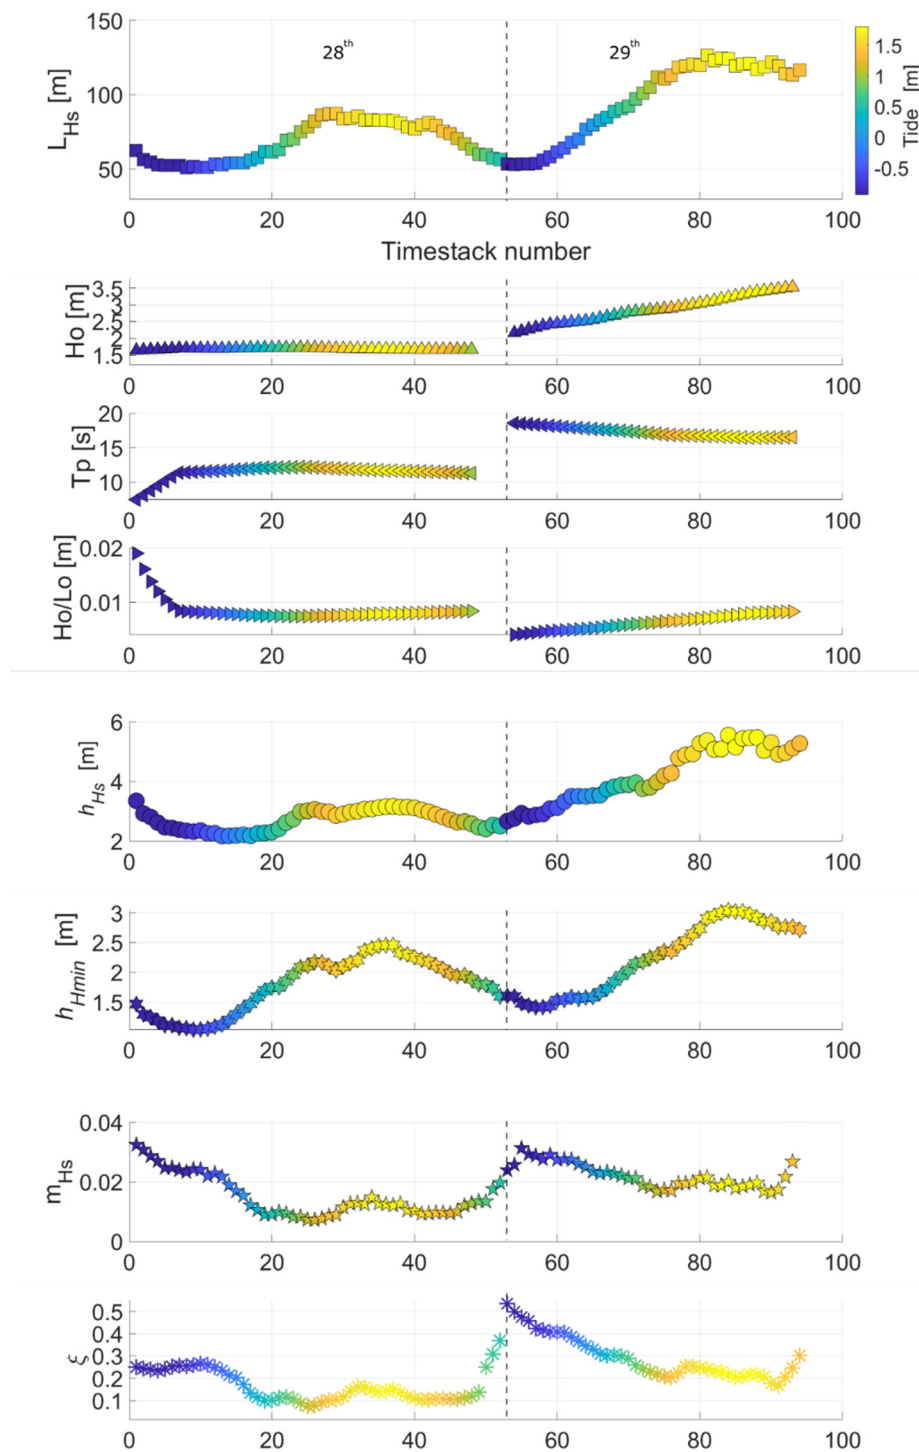 150
100
50
L_Hs [m]
28th
29th
1.5
1
0.5
0
-0.5
Tide [m]
0 20 40 60 80 100
Timestack number
3.5
3
2.5
2
1.5
Ho [m]
0 20 40 60 80 100
20
15
10
Tp [s]
0 20 40 60 80 100
0.02
0.01
Ho/Lo [m]
0 20 40 60 80 100
6
4
2
h_Hs [m]
0 20 40 60 80 100
3
2.5
2
1.5
h_Hmin [m]
0 20 40 60 80 100
0.04
0.02
0
m_Hs
0 20 40 60 80 100
0.5
0.4
0.3
0.2
0.1
ξ
0 20 40 60 80 100